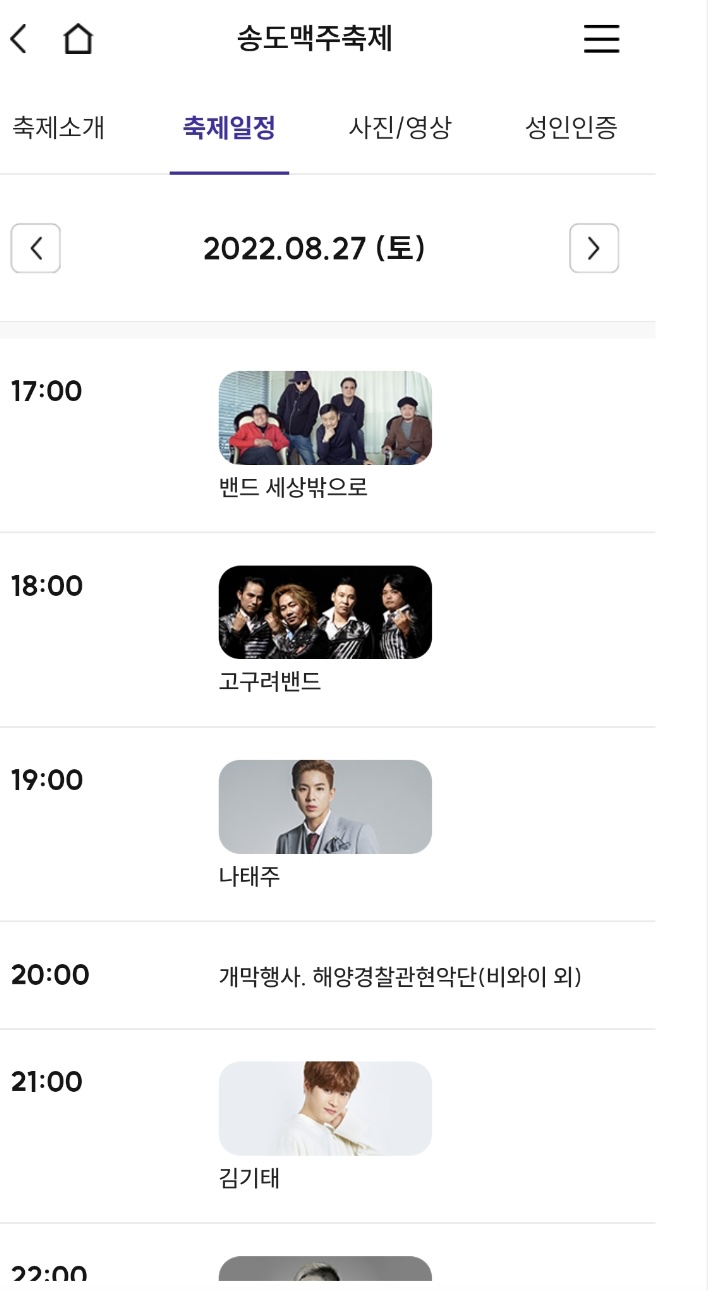 송도맥주축제
축제소개 축제일정 사진/영상 성인인증
2022.08.27 (토)
17:00
밴드 세상밖으로
18:00
고구려밴드
19:00
나태주
20:00 개막행사. 해양경찰관현악단(비와이 외)
21:00
김기태
22:00